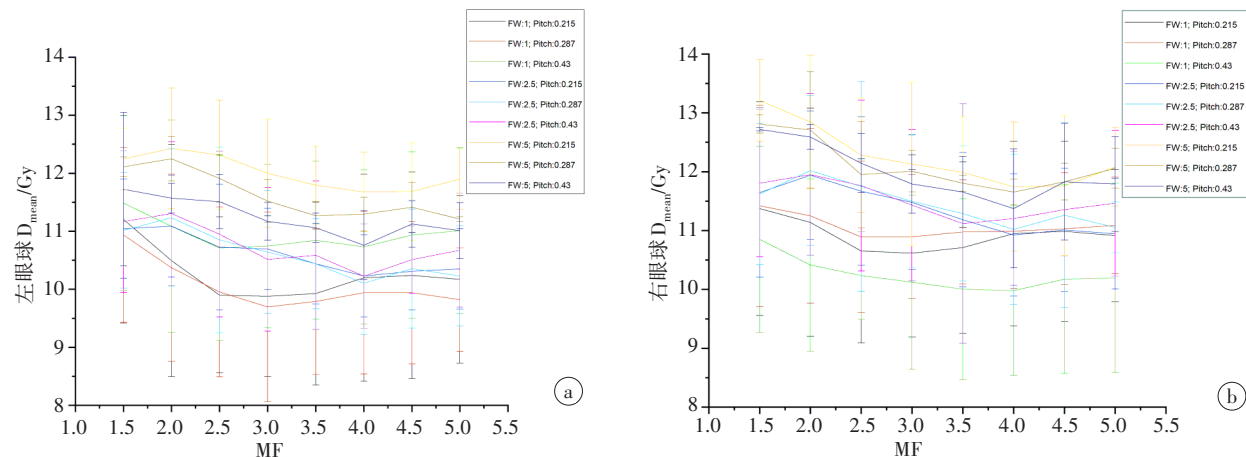 FW:1; Pitch:0.215
FW:1; Pitch:0.287
FW:1; Pitch:0.43
FW:2.5; Pitch:0.215
FW:2.5; Pitch:0.287
FW:2.5; Pitch:0.43
FW:5; Pitch:0.215
FW:5; Pitch:0.287
FW:5; Pitch:0.43
14
13
12
11
10
9
8
左眼球 Dmean/Gy
1.0 1.5 2.0 2.5 3.0 3.5 4.0 4.5 5.0 5.5
MF
a
FW:1; Pitch:0.215
FW:1; Pitch:0.287
FW:1; Pitch:0.43
FW:2.5; Pitch:0.215
FW:2.5; Pitch:0.287
FW:2.5; Pitch:0.43
FW:5; Pitch:0.215
FW:5; Pitch:0.287
FW:5; Pitch:0.43
14
13
12
11
10
9
8
右眼球 Dmean/Gy
1.0 1.5 2.0 2.5 3.0 3.5 4.0 4.5 5.0 5.5
MF
b